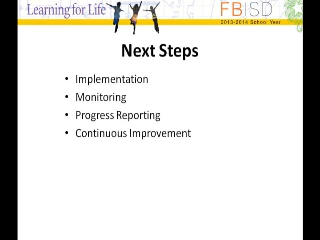 Learning for Life
FBISD
2013-2014 School Year
Next Steps
• Implementation
• Monitoring
• Progress Reporting
• Continuous Improvement